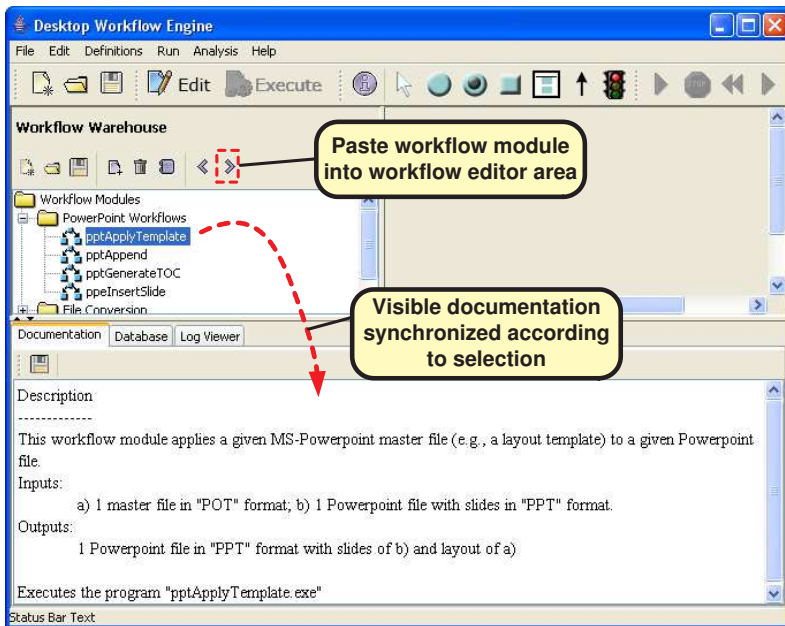 Desktop Workflow Engine
File Edit Definitions Run Analysis Help
Edit Execute STOP
Workflow Warehouse
Paste workflow module
into workflow editor area
Workflow Modules
PowerPoint Workflows
pptApplyTemplate
pptAppend
pptGenerateTOC
ppeInsertSlide
File Conversion
Visible documentation
synchronized according
to selection
Documentation Database Log Viewer
Description
-------------
This workflow module applies a given MS-Powerpoint master file (e.g., a layout template) to a given Powerpoint
file.
Inputs:
a) 1 master file in "POT" format; b) 1 Powerpoint file with slides in "PPT" format.
Outputs:
1 Powerpoint file in "PPT" format with slides of b) and layout of a)
Executes the program "pptApplyTemplate.exe"
Status Bar Text